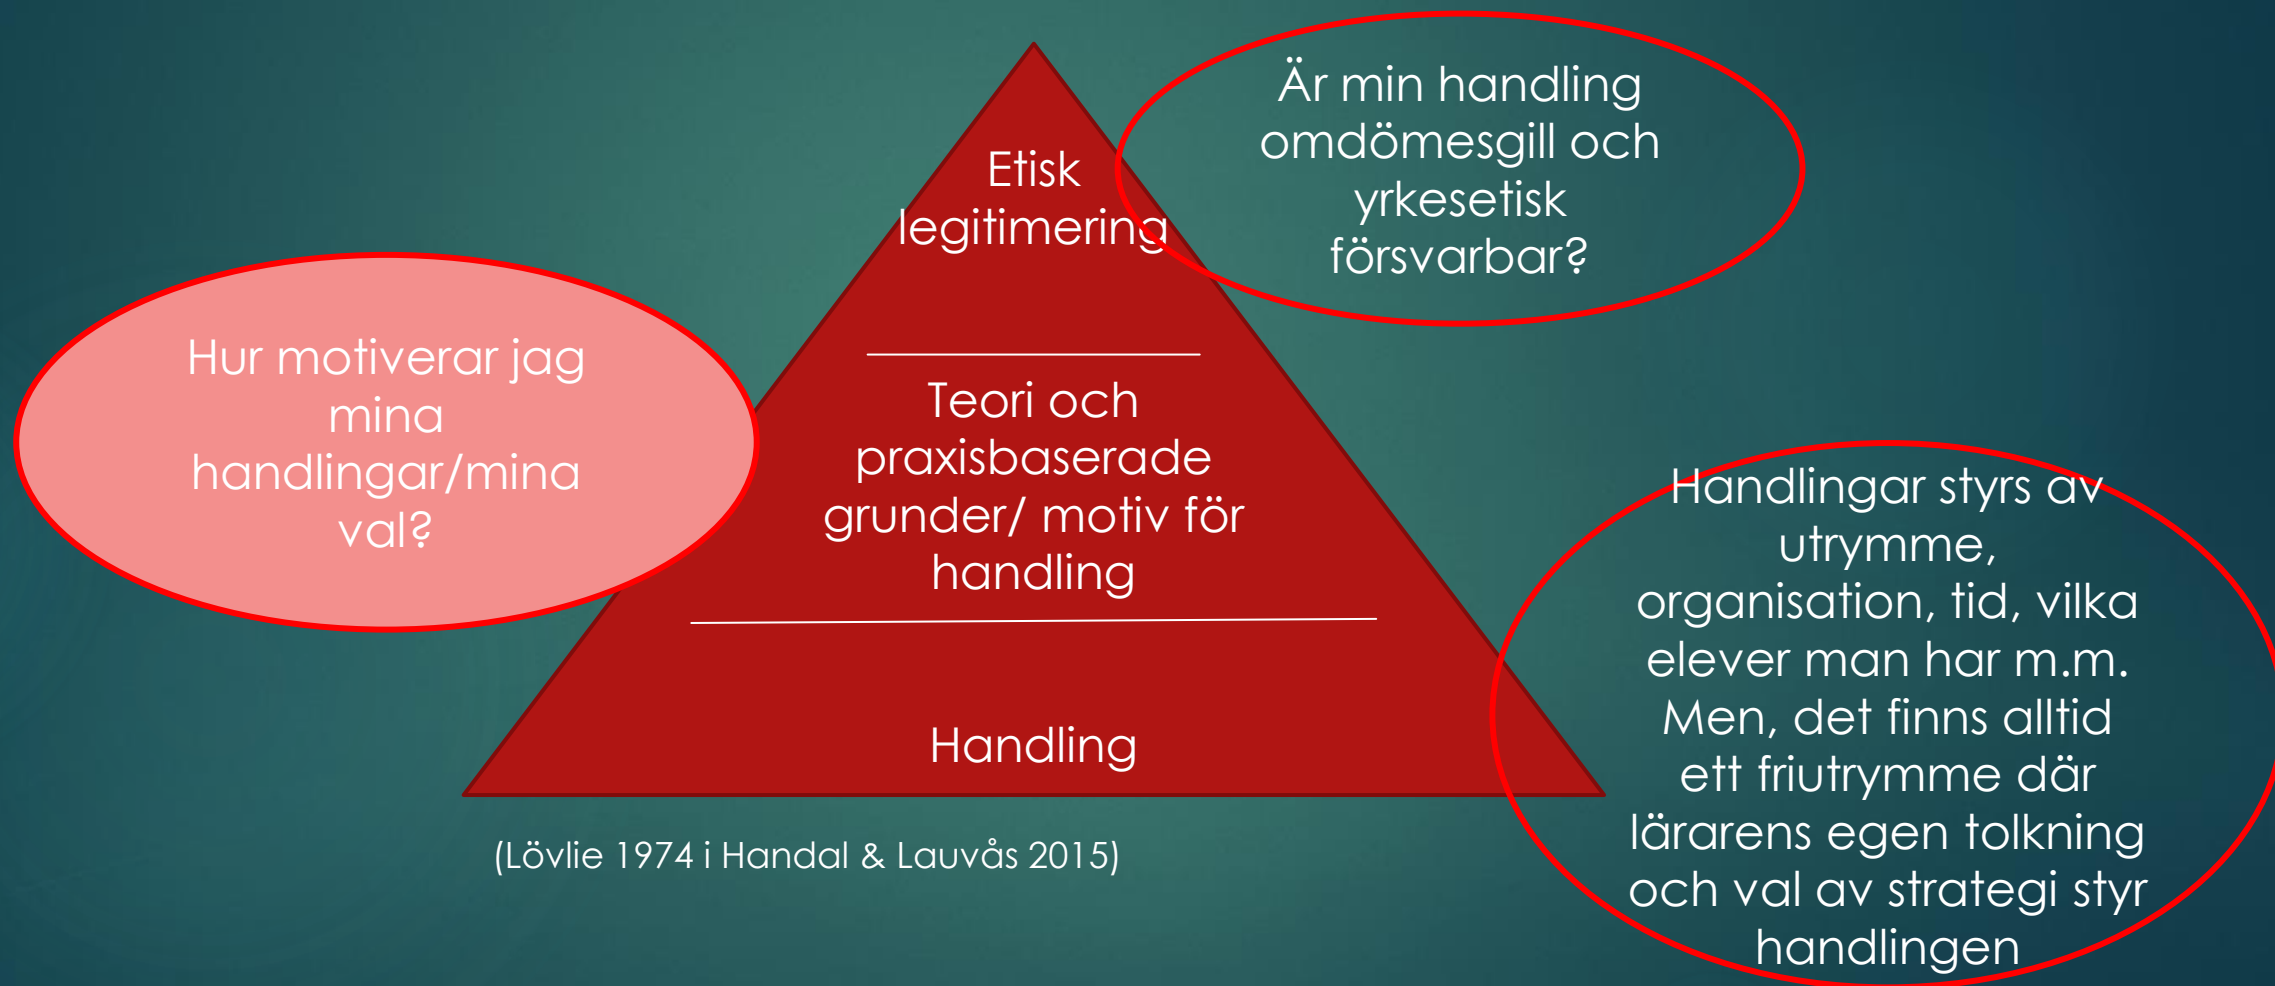 Är min handling
omdömesgill och
yrkesetisk
försvarbar?
Etisk
legitimering
Hur motiverar jag
mina
handlingar/mina
val?
Teori och
praxisbaserade
grunder/ motiv för
handling
Handlingar styrs av
utrymme,
organisation, tid, vilka
elever man har m.m.
Men, det finns alltid
ett friutrymme där
lärarens egen tolkning
och val av strategi styr
handlingen
Handling
(Lövlie 1974 i Handal & Lauvås 2015)